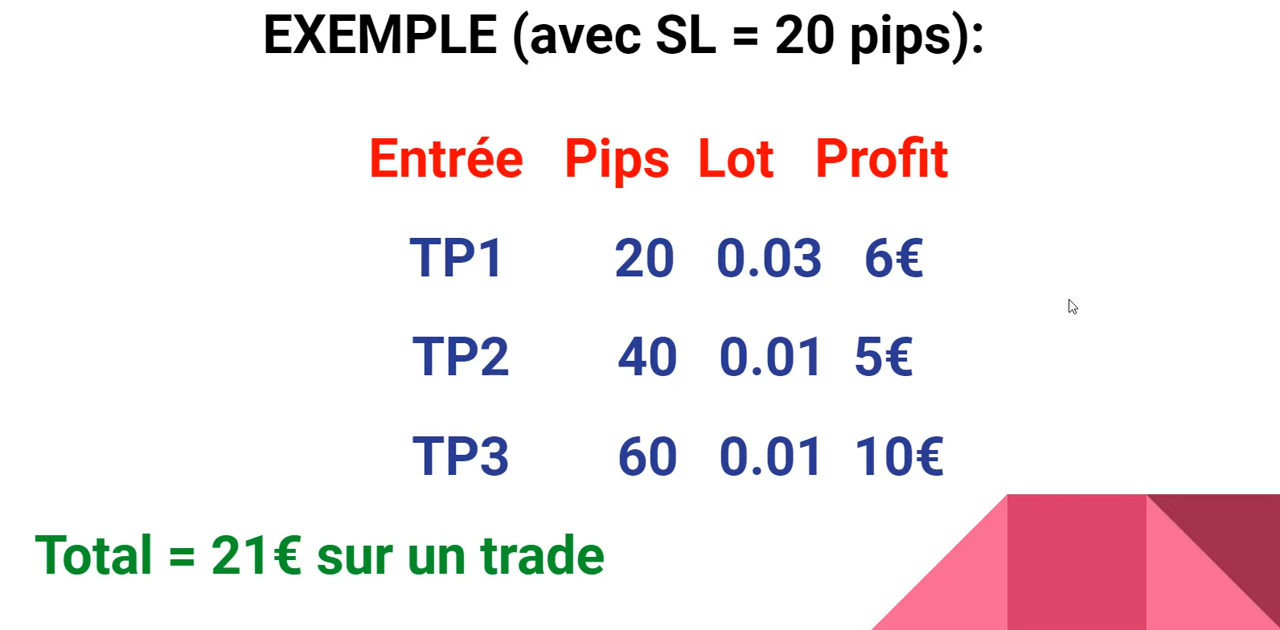 EXEMPLE (avec SL = 20 pips):
Entrée Pips Lot Profit
TP1 20 0.03 6€
TP2 40 0.01 5€
TP3 60 0.01 10€
Total = 21€ sur un trade